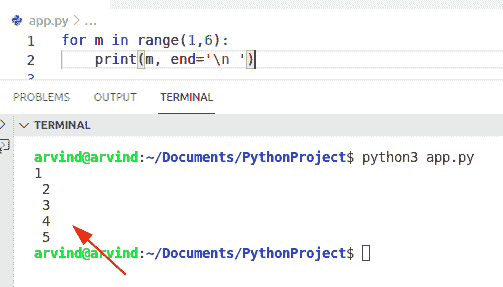 app.py > ...
1 for m in range(1,6):
2     print(m, end='\n ')
3
PROBLEMS OUTPUT TERMINAL
TERMINAL
arvind@arvind:~/Documents/PythonProject$ python3 app.py
1
 2
 3
 4
 5
arvind@arvind:~/Documents/PythonProject$